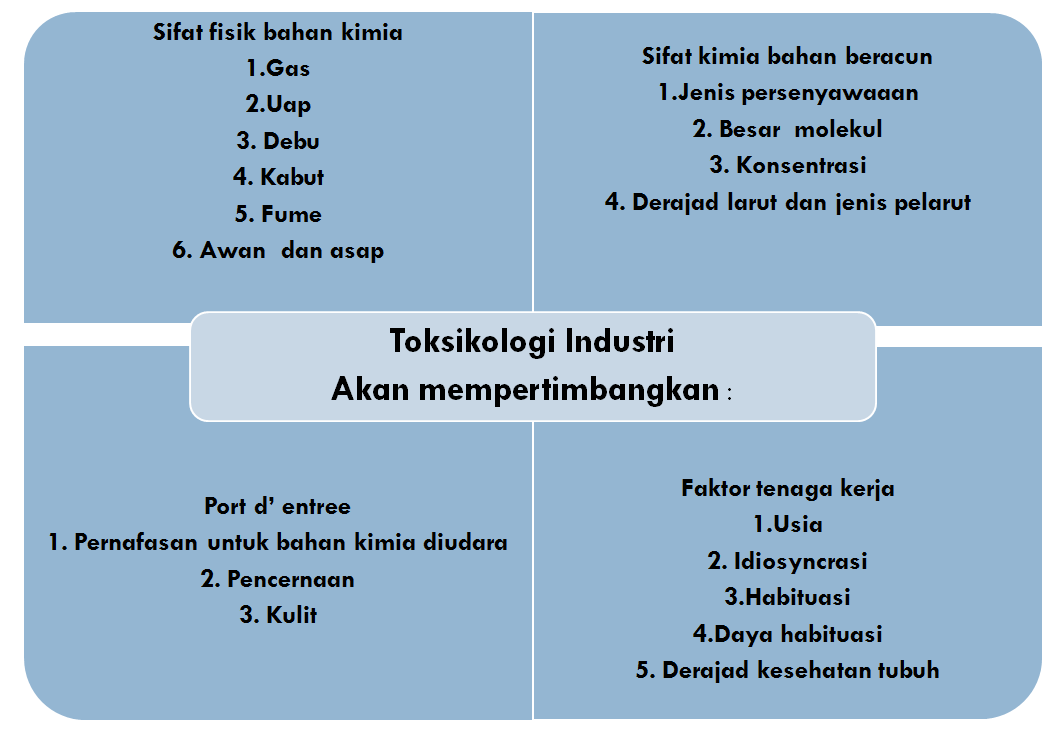 Sifat fisik bahan kimia
1.Gas
2.Uap
3. Debu
4. Kabut
5. Fume
6. Awan dan asap
Sifat kimia bahan beracun
1.Jenis persenyawaaan
2. Besar molekul
3. Konsentrasi
4. Derajad larut dan jenis pelarut
Toksikologi Industri
Akan mempertimbangkan :
Port d’ entree
1. Pernafasan untuk bahan kimia diudara
2. Pencernaan
3. Kulit
Faktor tenaga kerja
1.Usia
2. Idiosyncrasi
3.Habituasi
4.Daya habituasi
5. Derajad kesehatan tubuh